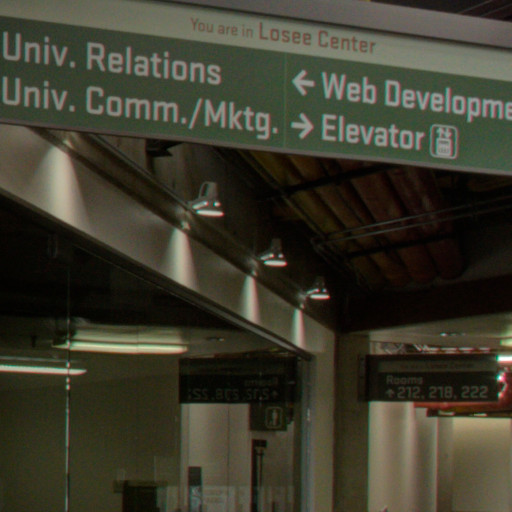 You are in Losee Center
Univ. Relations
Univ. Comm./Mktg.
← Web Developme
→ Elevator
Rooms
↑ 212, 218, 222